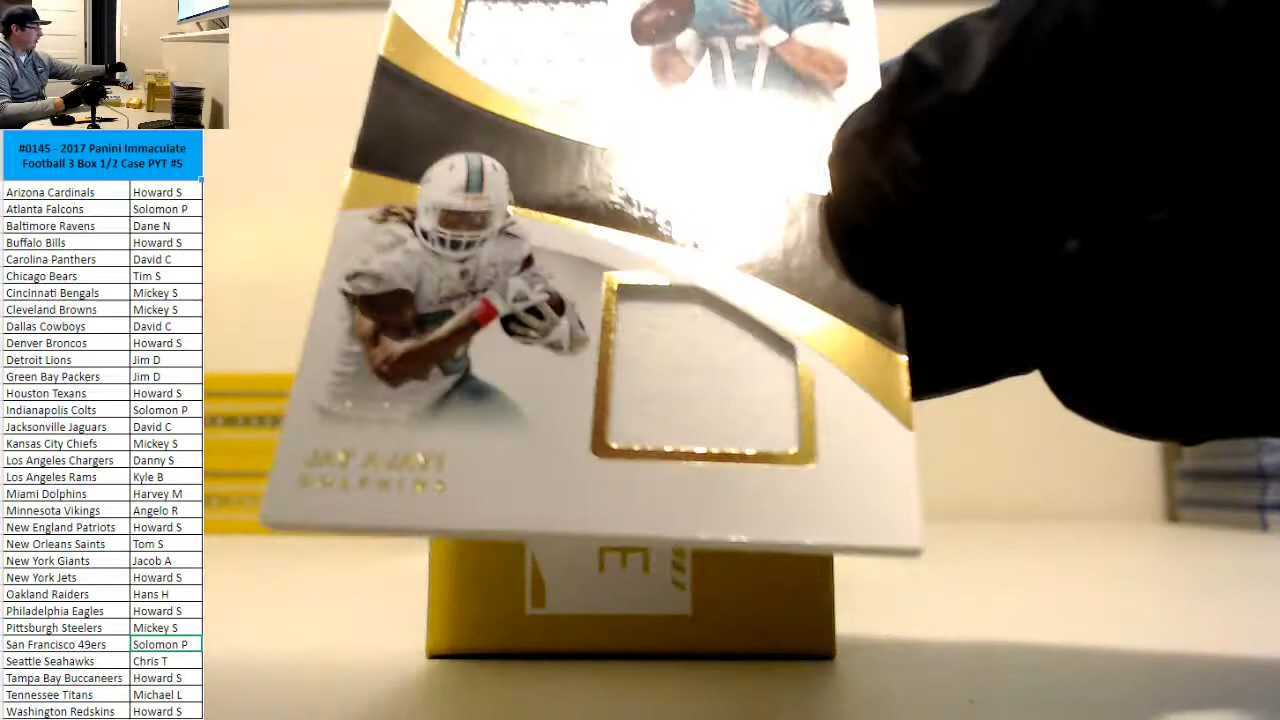 #0145 - 2017 Panini Immaculate
Football 3 Box 1/2 Case PYT #5
Arizona Cardinals Howard S
Atlanta Falcons Solomon P
Baltimore Ravens Dane N
Buffalo Bills Howard S
Carolina Panthers David C
Chicago Bears Tim S
Cincinnati Bengals Mickey S
Cleveland Browns Mickey S
Dallas Cowboys David C
Denver Broncos Howard S
Detroit Lions Jim D
Green Bay Packers Jim D
Houston Texans Howard S
Indianapolis Colts Solomon P
Jacksonville Jaguars David C
Kansas City Chiefs Mickey S
Los Angeles Chargers Danny S
Los Angeles Rams Kyle B
Miami Dolphins Harvey M
Minnesota Vikings Angelo R
New England Patriots Howard S
New Orleans Saints Tom S
New York Giants Jacob A
New York Jets Howard S
Oakland Raiders Hans H
Philadelphia Eagles Howard S
Pittsburgh Steelers Mickey S
San Francisco 49ers Solomon P
Seattle Seahawks Chris T
Tampa Bay Buccaneers Howard S
Tennessee Titans Michael L
Washington Redskins Howard S
17
JAY AJAYI
DOLPHINS
E